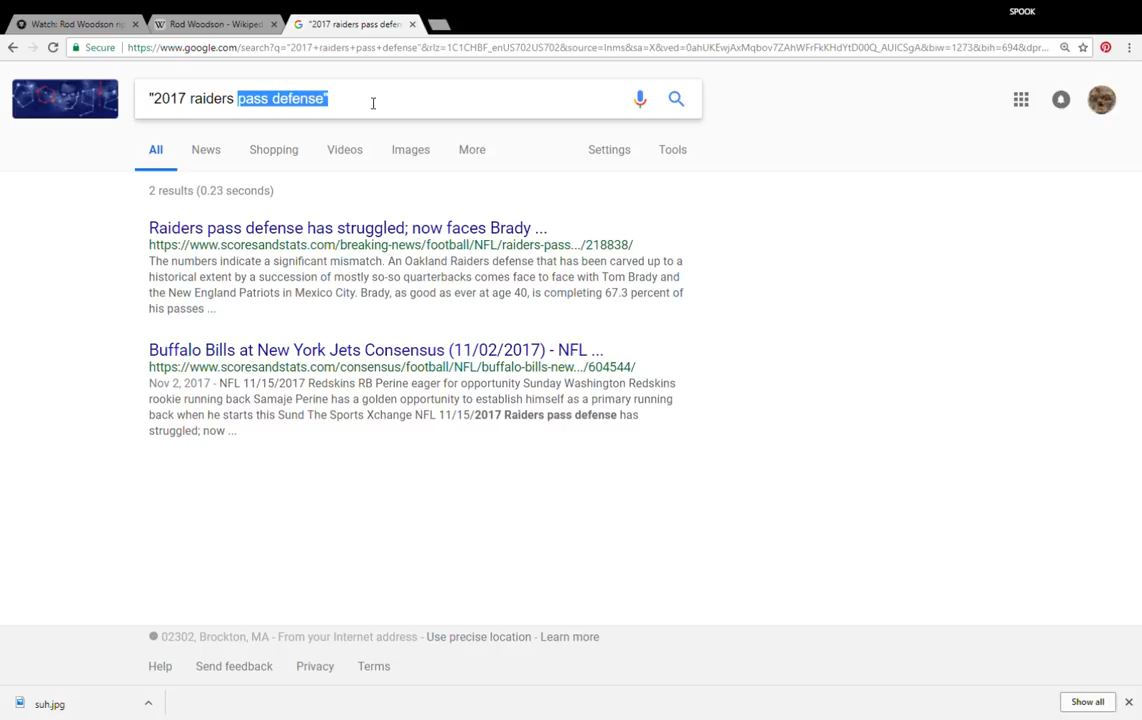 SPOOK
Watch: Rod Woodson rip
Rod Woodson - Wikiped
"2017 raiders pass defen
Secure
https://www.google.com/search?q="2017+raiders+pass+defense"&rlz=1C1CHBF_enUS702US702&source=lnms&sa=X&ved=0ahUKEwjAxMqbov7ZAhWFrFkKHdYtD00Q_AUICSgA&biw=1273&bih=694&dpr...
"2017 raiders pass defense"
All News Shopping Videos Images More Settings Tools
2 results (0.23 seconds)
Raiders pass defense has struggled; now faces Brady ...
https://www.scoresandstats.com/breaking-news/football/NFL/raiders-pass.../218838/
The numbers indicate a significant mismatch. An Oakland Raiders defense that has been carved up to a
historical extent by a succession of mostly so-so quarterbacks comes face to face with Tom Brady and
the New England Patriots in Mexico City. Brady, as good as ever at age 40, is completing 67.3 percent of
his passes ...
Buffalo Bills at New York Jets Consensus (11/02/2017) - NFL ...
https://www.scoresandstats.com/consensus/football/NFL/buffalo-bills-new.../604544/
Nov 2, 2017 - NFL 11/15/2017 Redskins RB Perine eager for opportunity Sunday Washington Redskins
rookie running back Samaje Perine has a golden opportunity to establish himself as a primary running
back when he starts this Sund The Sports Xchange NFL 11/15/2017 Raiders pass defense has
struggled; now ...
02302, Brockton, MA - From your Internet address - Use precise location - Learn more
Help Send feedback Privacy Terms
suh.jpg
Show all